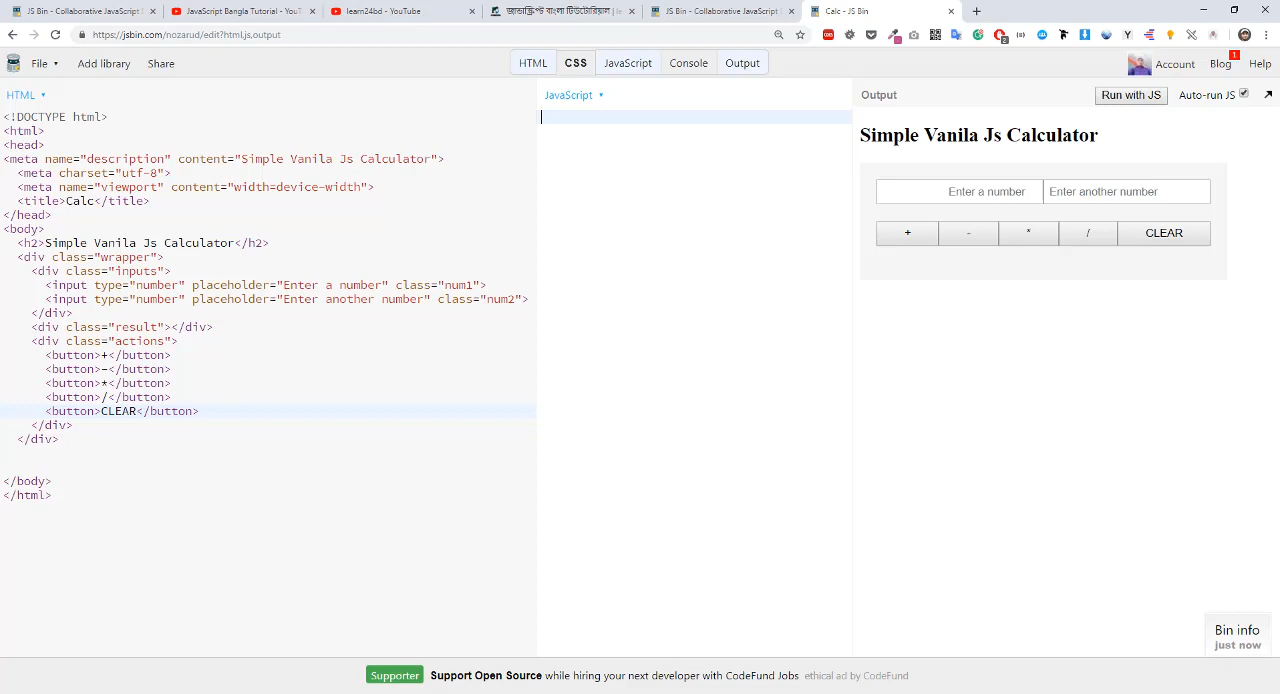 JS Bin - Collaborative JavaScript
JavaScript Bangla Tutorial - YouT
learn24bd - YouTube
জাভাস্ক্রিপ্ট বাংলা টিউটোরিয়াল | le
JS Bin - Collaborative JavaScript
Calc - JS Bin
https://jsbin.com/nozarud/edit?html,js,output
File
Add library
Share
HTML
CSS
JavaScript
Console
Output
Account
Blog
1
Help
HTML
JavaScript
Output
Run with JS
Auto-run JS
<!DOCTYPE html>
<html>
<head>
<meta name="description" content="Simple Vanila Js Calculator">
<meta charset="utf-8">
<meta name="viewport" content="width=device-width">
<title>Calc</title>
</head>
<body>
<h2>Simple Vanila Js Calculator</h2>
<div class="wrapper">
<div class="inputs">
<input type="number" placeholder="Enter a number" class="num1">
<input type="number" placeholder="Enter another number" class="num2">
</div>
<div class="result"></div>
<div class="actions">
<button>+</button>
<button>-</button>
<button>*</button>
<button>/</button>
<button>CLEAR</button>
</div>
</div>
</body>
</html>
Simple Vanila Js Calculator
Enter a number
Enter another number
+
-
*
/
CLEAR
Bin info
just now
Supporter
Support Open Source while hiring your next developer with CodeFund Jobs ethical ad by CodeFund